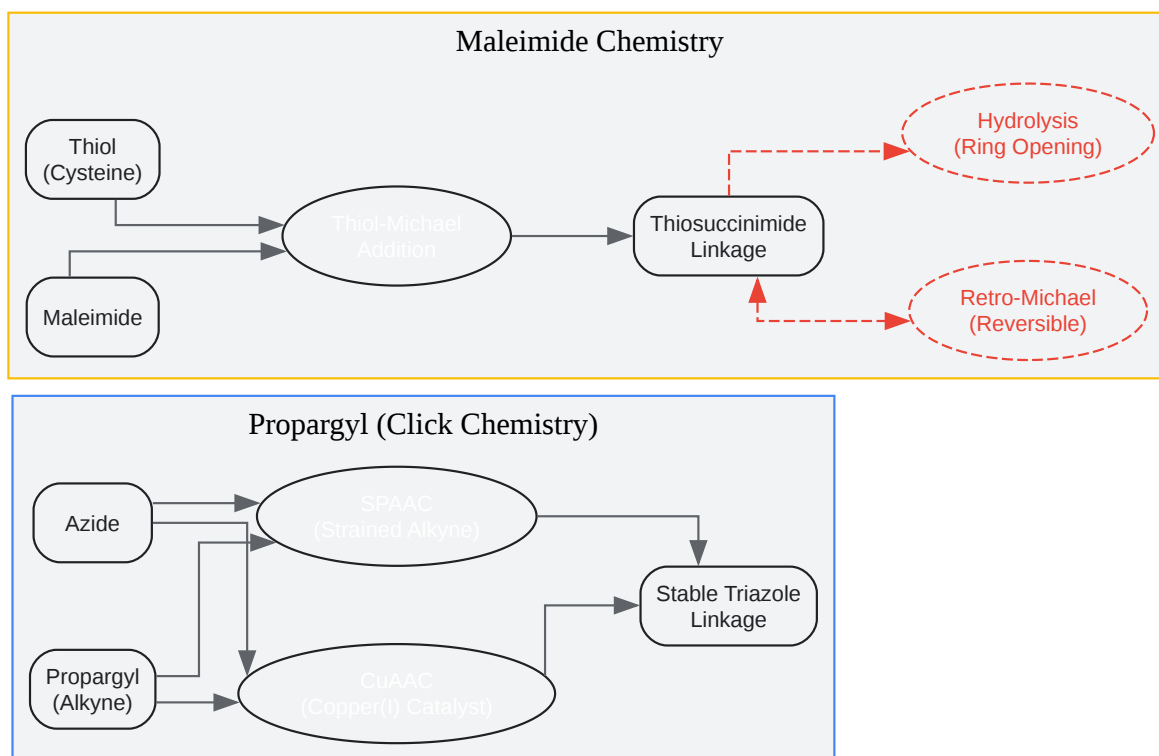 Maleimide Chemistry
Thiol
(Cysteine)
Maleimide
Thiol-Michael
Addition
Thiosuccinimide
Linkage
Hydrolysis
(Ring Opening)
Retro-Michael
(Reversible)
Propargyl (Click Chemistry)
Azide
Propargyl
(Alkyne)
SPAAC
(Strained Alkyne)
CuAAC
(Copper(I) Catalyst)
Stable Triazole
Linkage